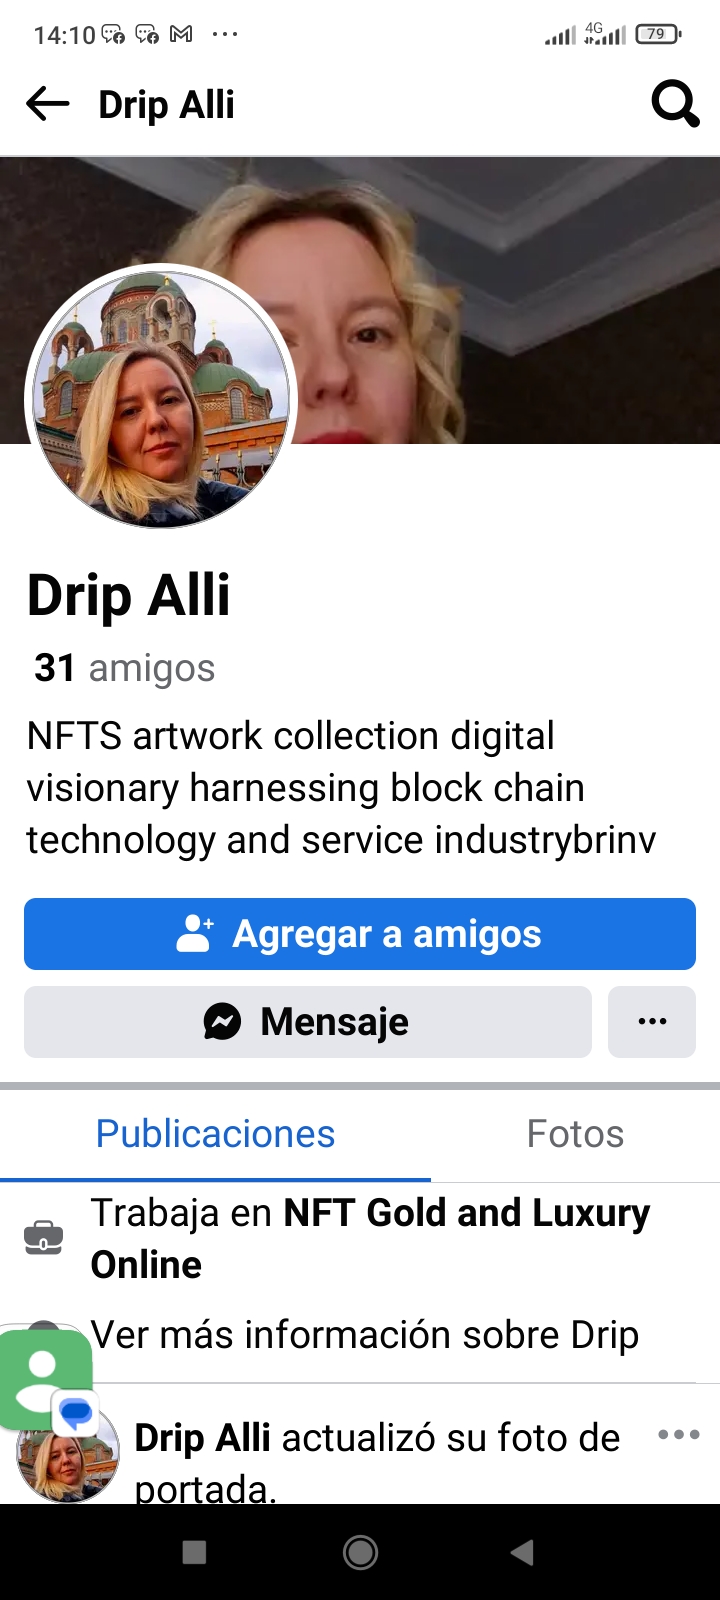 14:10
4G
79
Drip Alli
Drip Alli
31 amigos
NFTS artwork collection digital
visionary harnessing block chain
technology and service industrybrinv
Agregar a amigos
Mensaje
Publicaciones
Fotos
Trabaja en NFT Gold and Luxury
Online
Ver más información sobre Drip
Drip Alli actualizó su foto de
portada.